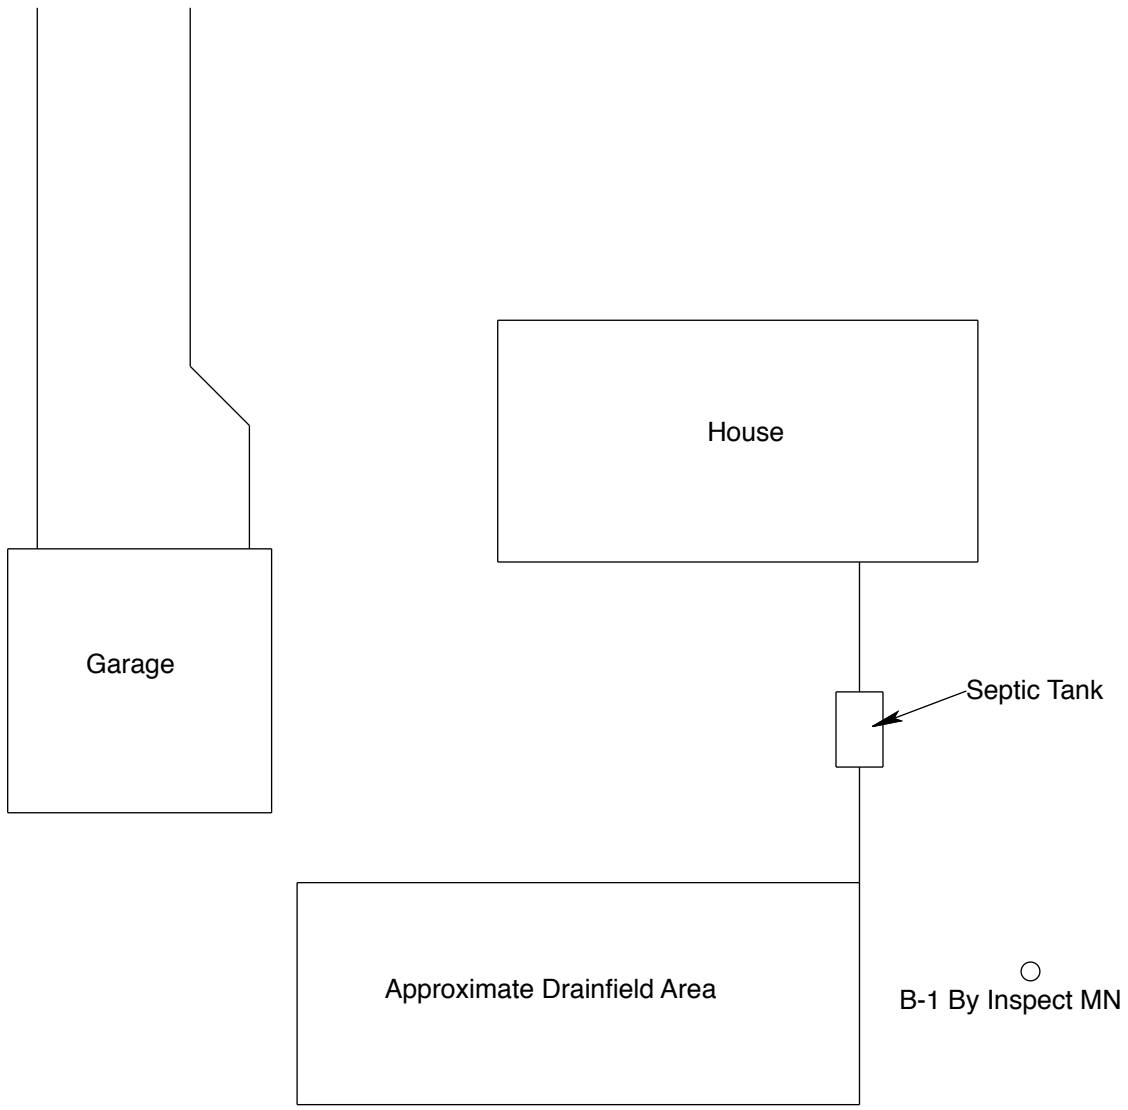 House
Garage
Septic Tank
Approximate Drainfield Area
B-1 By Inspect MN